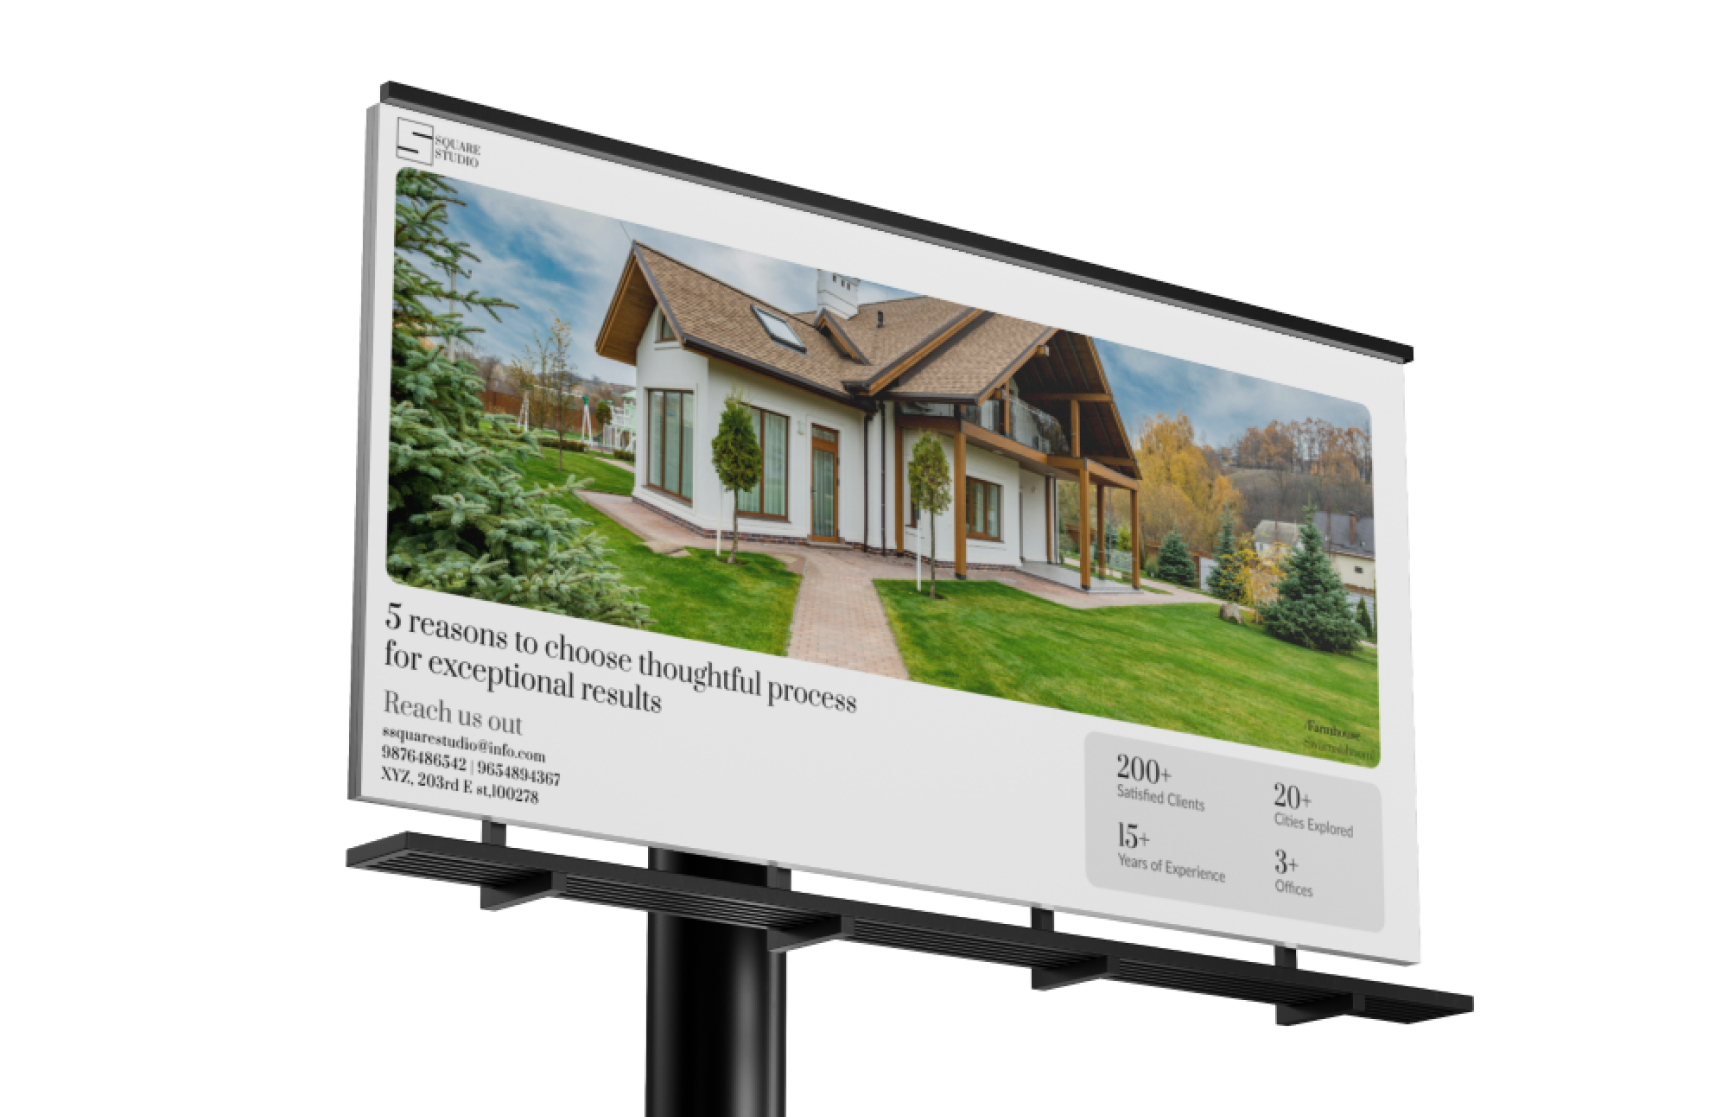 SQUARE
STUDIO
/Farmhouse
5 reasons to choose thoughtful process
for exceptional results
Reach us out
ssquarestudio@info.com
9876486542 | 9654894367
XYZ, 203rd E st,100278
200+
Satisfied Clients
20+
Cities Explored
15+
Years of Experience
3+
Offices